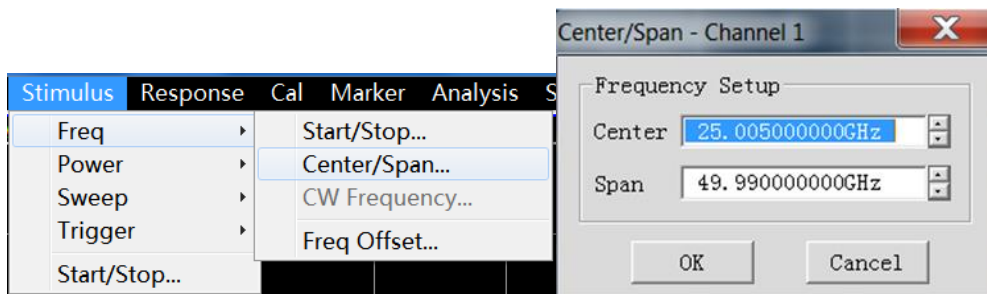 Stimulus Response Cal Marker Analysis S
Freq
Power
Sweep
Trigger
Start/Stop...
Start/Stop...
Center/Span...
CW Frequency...
Freq Offset...
Center/Span - Channel 1
Frequency Setup
Center 25.005000000GHz
Span 49.990000000GHz
OK Cancel